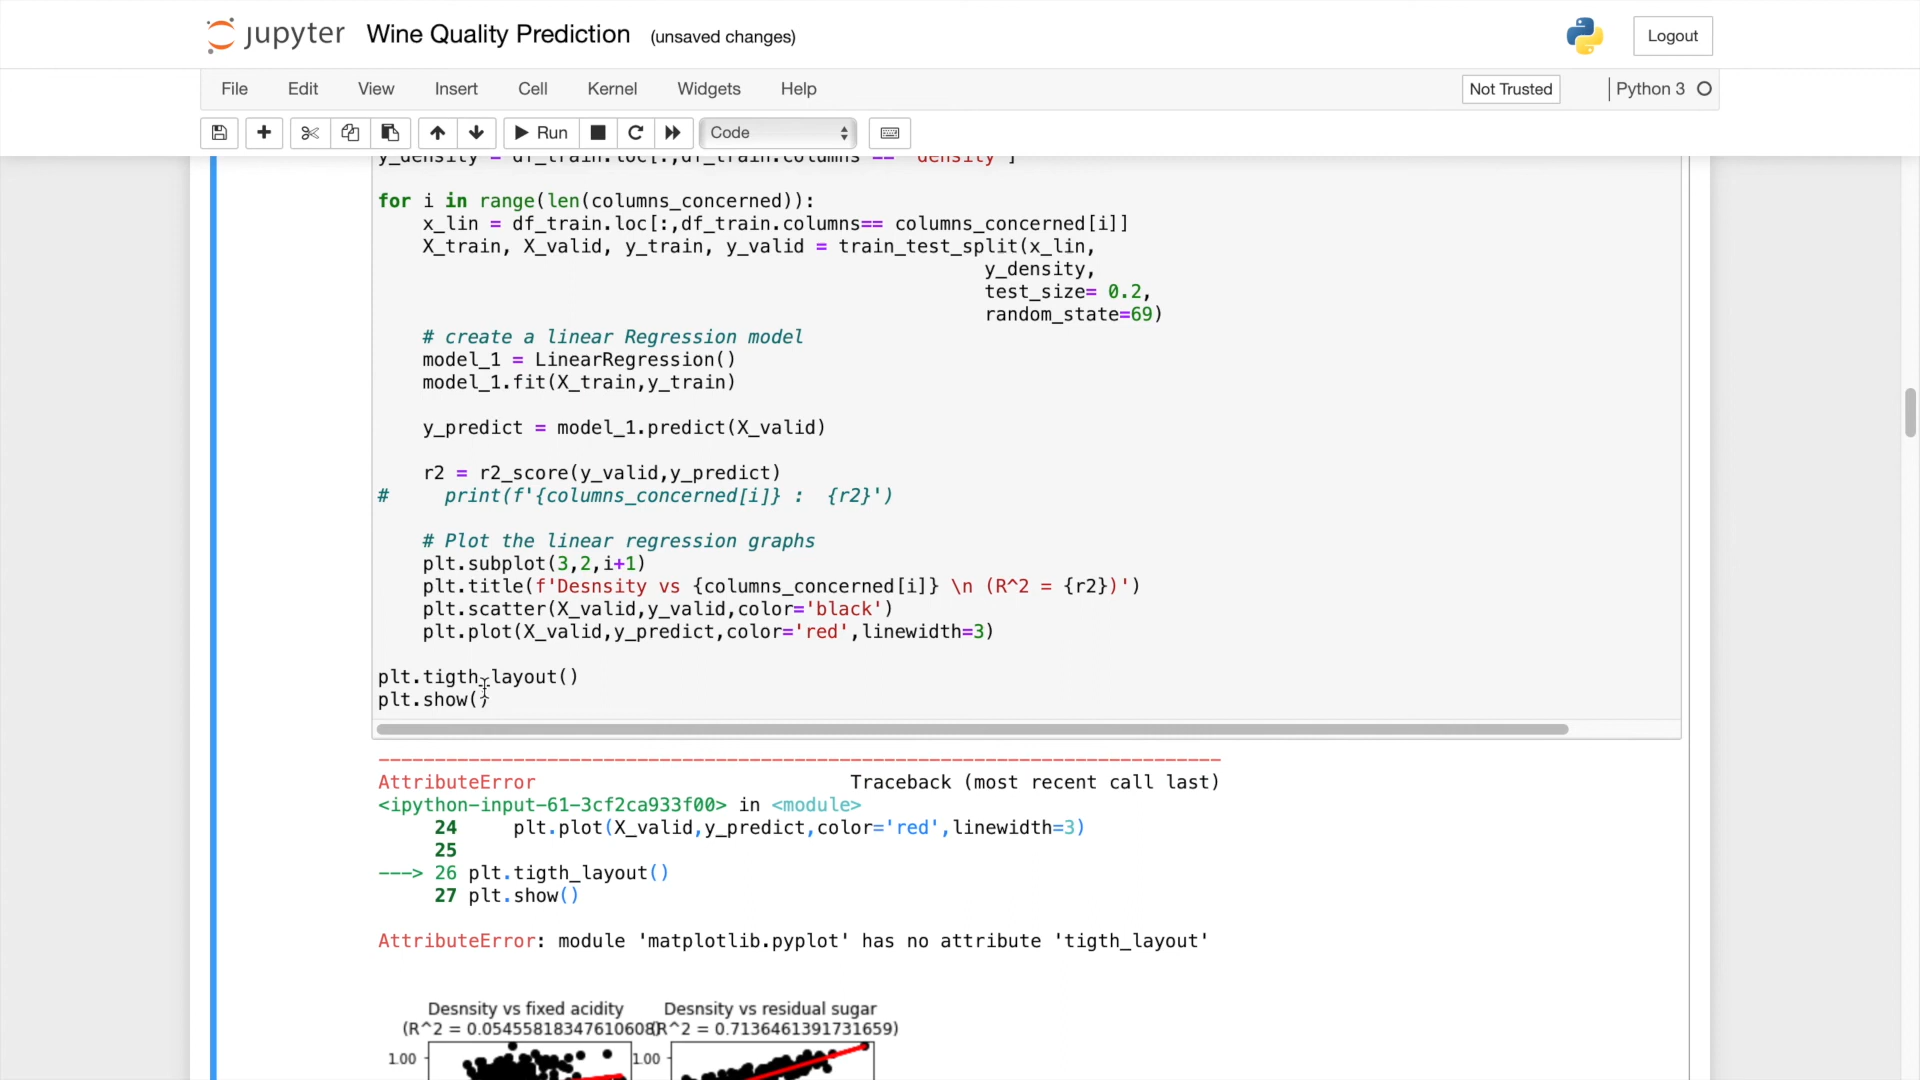 jupyter Wine Quality Prediction (unsaved changes) Logout
File Edit View Insert Cell Kernel Widgets Help Not Trusted Python 3
Run Code
y_density = df_train.loc[:,df_train.columns == 'density']
for i in range(len(columns_concerned)):
x_lin = df_train.loc[:,df_train.columns== columns_concerned[i]]
X_train, X_valid, y_train, y_valid = train_test_split(x_lin,
y_density,
test_size= 0.2,
random_state=69)
# create a linear Regression model
model_1 = LinearRegression()
model_1.fit(X_train,y_train)
y_predict = model_1.predict(X_valid)
r2 = r2_score(y_valid,y_predict)
# print(f'{columns_concerned[i]} : {r2}')
# Plot the linear regression graphs
plt.subplot(3,2,i+1)
plt.title(f'Desnsity vs {columns_concerned[i]} \n (R^2 = {r2})')
plt.scatter(X_valid,y_valid,color='black')
plt.plot(X_valid,y_predict,color='red',linewidth=3)
plt.tigth_layout()
plt.show()
AttributeError Traceback (most recent call last)
<ipython-input-61-3cf2ca933f00> in <module>
24 plt.plot(X_valid,y_predict,color='red',linewidth=3)
25
---> 26 plt.tigth_layout()
27 plt.show()
AttributeError: module 'matplotlib.pyplot' has no attribute 'tigth_layout'
Desnsity vs fixed acidity Desnsity vs residual sugar
(R^2 = 0.05455818347610608) (R^2 = 0.7136461391731659)
1.00 1.00